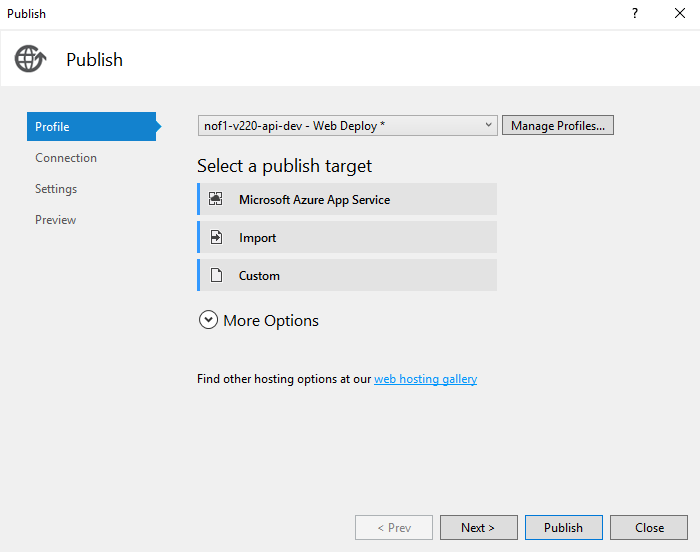 Publish
?
Publish
Profile
Connection
Settings
Preview
nof1-v220-api-dev - Web Deploy *
Manage Profiles...
Select a publish target
Microsoft Azure App Service
Import
Custom
More Options
Find other hosting options at our web hosting gallery
< Prev
Next >
Publish
Close